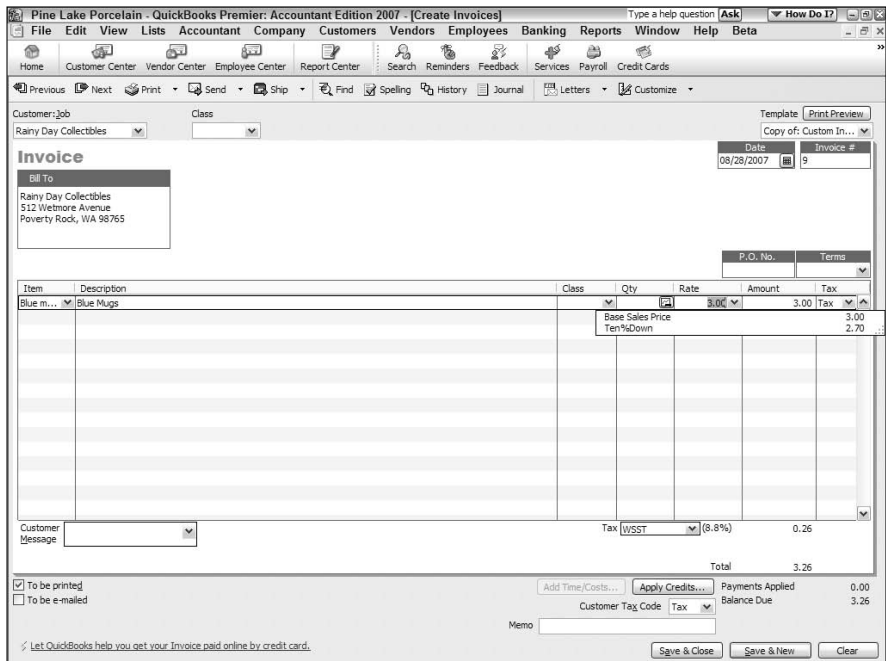 Pine Lake Porcelain - QuickBooks Premier: Accountant Edition 2007 - [Create Invoices] Type a help question Ask How Do I?
File Edit View Lists Accountant Company Customers Vendors Employees Banking Reports Window Help Beta
Home Customer Center Vendor Center Employee Center Report Center Search Reminders Feedback Services Payroll Credit Cards
Previous Next Print Send Ship Find Spelling History Journal Letters Customize
Customer:Job Class Template Print Preview
Rainy Day Collectibles Copy of: Custom In...
Invoice Date Invoice #
08/28/2007 9
Bill To
Rainy Day Collectibles
512 Wetmore Avenue
Poverty Rock, WA 98765
P.O. No. Terms
Item Description Class Qty Rate Amount Tax
Blue m... Blue Mugs 3.00 3.00 Tax
Base Sales Price 3.00
Ten%Down 2.70
Customer Message Tax WSST (8.8%) 0.26
Total 3.26
To be printed Add Time/Costs... Apply Credits... Payments Applied 0.00
To be e-mailed Customer Tax Code Tax Balance Due 3.26
Memo
Let QuickBooks help you get your Invoice paid online by credit card. Save & Close Save & New Clear